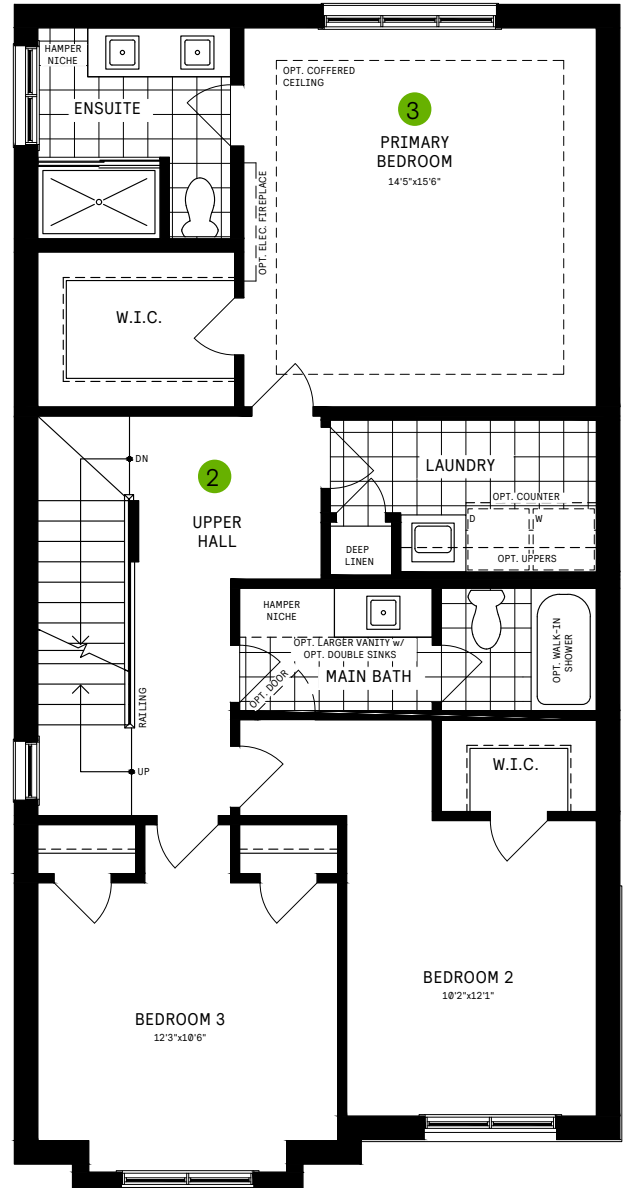 HAMPER
NICHE
ENSUITE
OPT. COFFERED
CEILING
3
PRIMARY
BEDROOM
14'5"x15'6"
OPT. ELEC. FIREPLACE
W.I.C.
DN
2
UPPER
HALL
LAUNDRY
OPT. COUNTER
D
W
OPT. UPPERS
DEEP
LINEN
HAMPER
NICHE
OPT. LARGER VANITY w/
OPT. DOUBLE SINKS
MAIN BATH
OPT. DOOR
OPT. WALK-IN
SHOWER
RAILING
UP
W.I.C.
BEDROOM 2
10'2"x12'1"
BEDROOM 3
12'3"x10'6"